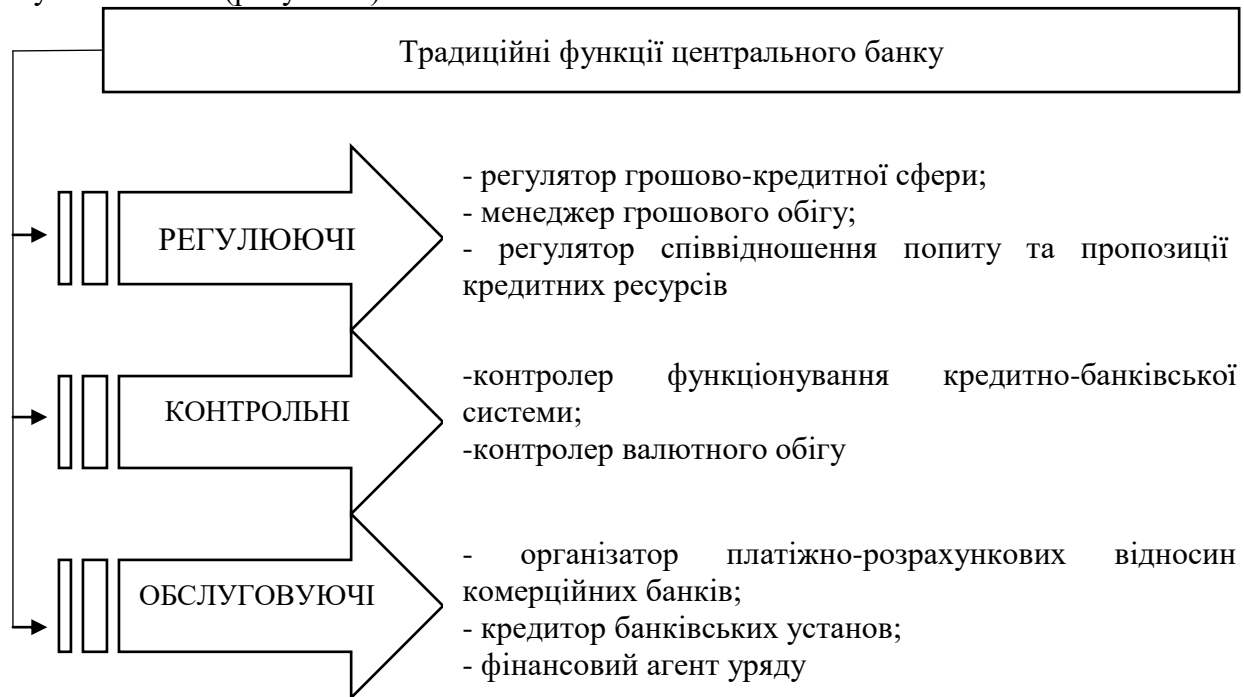 Традиційні функції центрального банку
РЕГУЛЮЮЧІ
- регулятор грошово-кредитної сфери;
- менеджер грошового обігу;
- регулятор співвідношення попиту та пропозиції
кредитних ресурсів
КОНТРОЛЬНІ
-контролер функціонування кредитно-банківської
системи;
-контролер валютного обігу
ОБСЛУГОВУЮЧІ
- організатор платіжно-розрахункових відносин
комерційних банків;
- кредитор банківських установ;
- фінансовий агент уряду